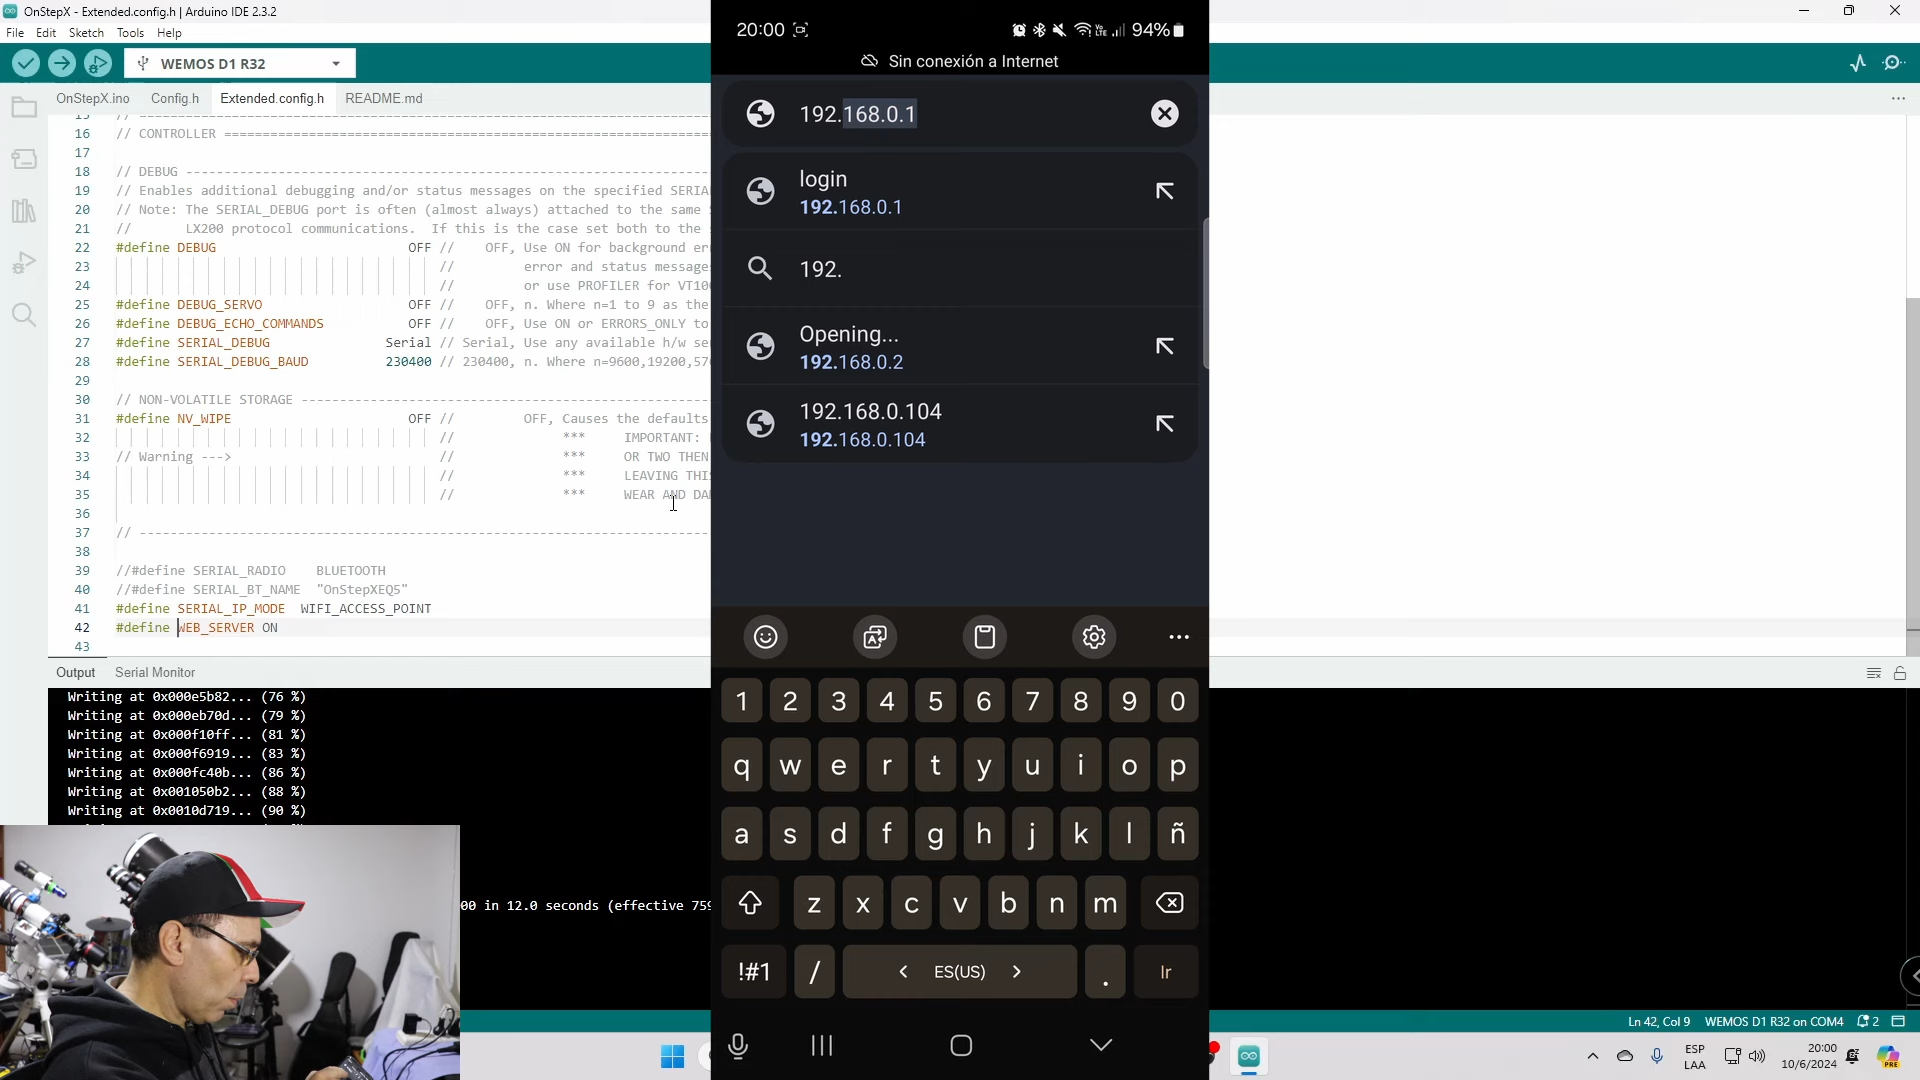 OnStepX - Extended.config.h | Arduino IDE 2.3.2
File Edit Sketch Tools Help
WEMOS D1 R32
OnStepX.ino Config.h Extended.config.h README.md
16 // CONTROLLER ==============================================================
17
18 // DEBUG -------------------------------------------------------------------
19 // Enables additional debugging and/or status messages on the specified SERIAL
20 // Note: The SERIAL_DEBUG port is often (almost always) attached to the same
21 // LX200 protocol communications. If this is the case set both to the
22 #define DEBUG OFF // OFF, Use ON for background
23 // error and status messages
24 // or use PROFILER for
25 #define DEBUG_SERVO OFF // OFF, n. Where n=1 to 9 as the
26 #define DEBUG_ECHO_COMMANDS OFF // OFF, Use ON or ERRORS_ONLY to
27 #define SERIAL_DEBUG Serial // Serial, Use any available h/w
28 #define SERIAL_DEBUG_BAUD 230400 // 230400, n. Where n=9600,19200,
29
30 // NON-VOLATILE STORAGE -----------------------------------------------------
31 #define NV_WIPE OFF // OFF, Causes the defaults
32 // *** IMPORTANT:
33 // Warning ---> // *** OR TWO THEN
34 // *** LEAVING
35 // *** WEAR AND
36
37 // ---------------------------------------------------------------------------
38
39 //#define SERIAL_RADIO BLUETOOTH
40 //#define SERIAL_BT_NAME "OnStepXEQ5"
41 #define SERIAL_IP_MODE WIFI_ACCESS_POINT
42 #define WEB_SERVER ON
43
Output Serial Monitor
Writing at 0x000e5b82... (76 %)
Writing at 0x000eb70d... (79 %)
Writing at 0x000f10ff... (81 %)
Writing at 0x000f6919... (83 %)
Writing at 0x000fc40b... (86 %)
Writing at 0x001050b2... (88 %)
Writing at 0x0010d719... (90 %)
00 in 12.0 seconds (effective 759
20:00 94%
Sin conexión a Internet
192.168.0.1
login
192.168.0.1
192.
Opening...
192.168.0.2
192.168.0.104
192.168.0.104
1 2 3 4 5 6 7 8 9 0
q w e r t y u i o p
a s d f g h j k l ñ
z x c v b n m
!#1 / < ES(US) > . Ir
Ln 42, Col 9 WEMOS D1 R32 on COM4 2
ESP
LAA
20:00
10/6/2024
PRE